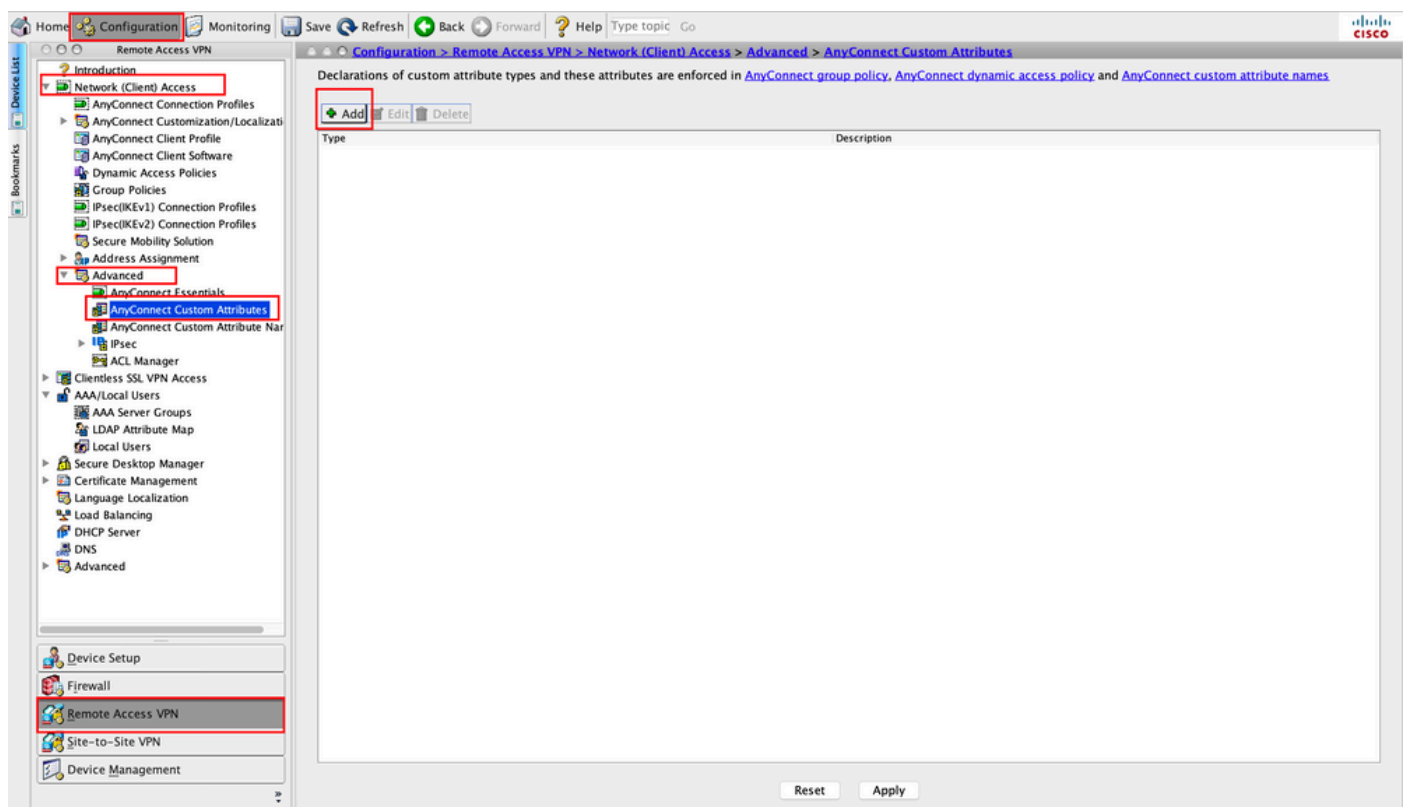 Home Configuration Monitoring Save Refresh Back Forward Help Type topic Go
CISCO
Device List
Bookmarks
Remote Access VPN
Introduction
Network (Client) Access
AnyConnect Connection Profiles
AnyConnect Customization/Localizati
AnyConnect Client Profile
AnyConnect Client Software
Dynamic Access Policies
Group Policies
IPsec(IKEv1) Connection Profiles
IPsec(IKEv2) Connection Profiles
Secure Mobility Solution
Address Assignment
Advanced
AnyConnect Essentials
AnyConnect Custom Attributes
AnyConnect Custom Attribute Nar
IPsec
ACL Manager
Clientless SSL VPN Access
AAA/Local Users
AAA Server Groups
LDAP Attribute Map
Local Users
Secure Desktop Manager
Certificate Management
Language Localization
Load Balancing
DHCP Server
DNS
Advanced
Device Setup
Firewall
Remote Access VPN
Site-to-Site VPN
Device Management
»
Configuration > Remote Access VPN > Network (Client) Access > Advanced > AnyConnect Custom Attributes
Declarations of custom attribute types and these attributes are enforced in AnyConnect group policy, AnyConnect dynamic access policy and AnyConnect custom attribute names
Add Edit Delete
Type Description
Reset Apply